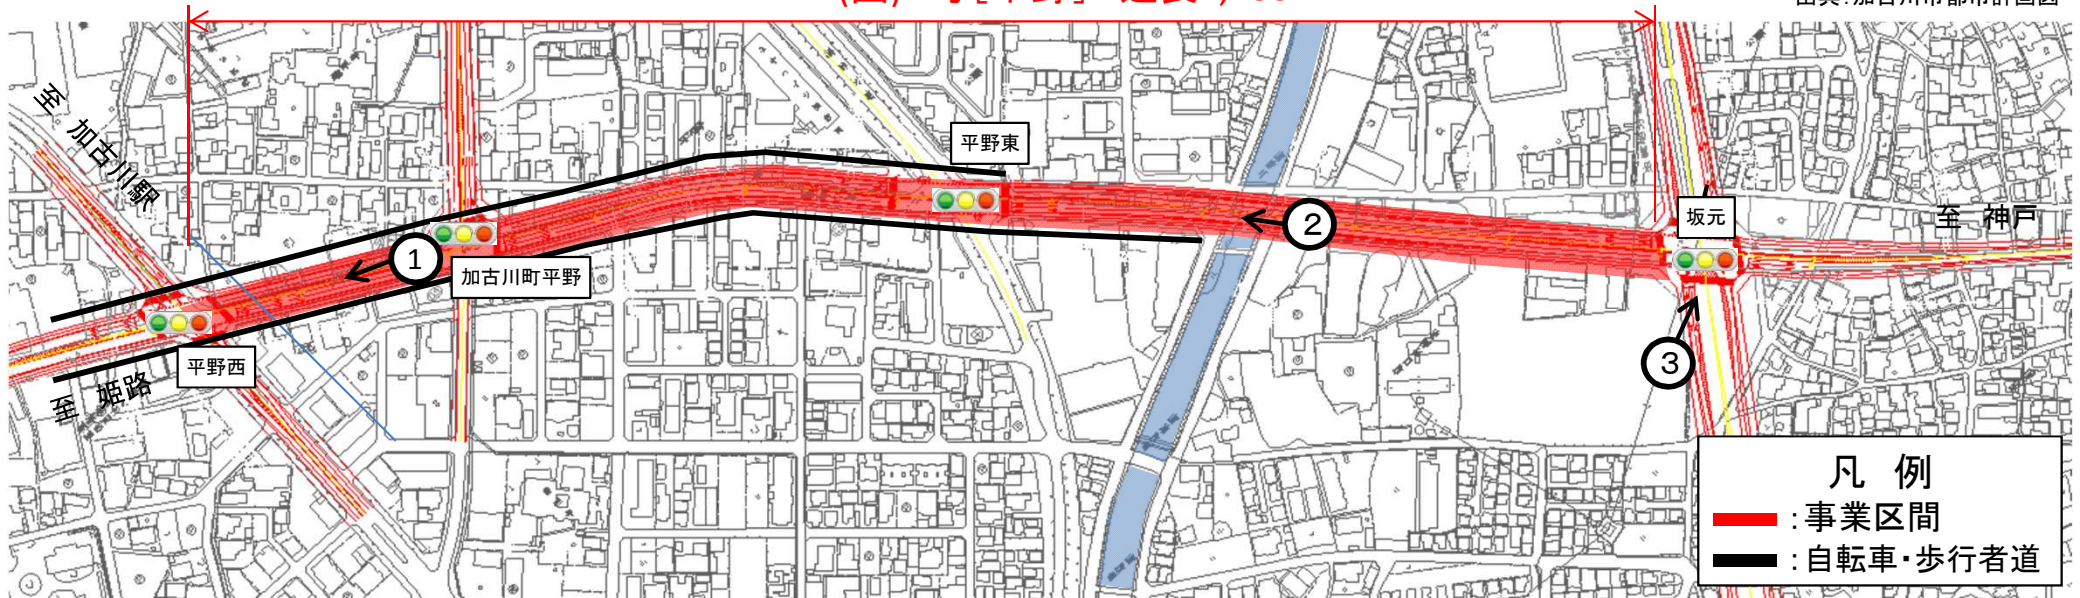 至 加古川駅
平野東
坂元
至 神戸
①
②
加古川町平野
平野西
至 姫路
③
凡 例
:事業区間
:自転車・歩行者道